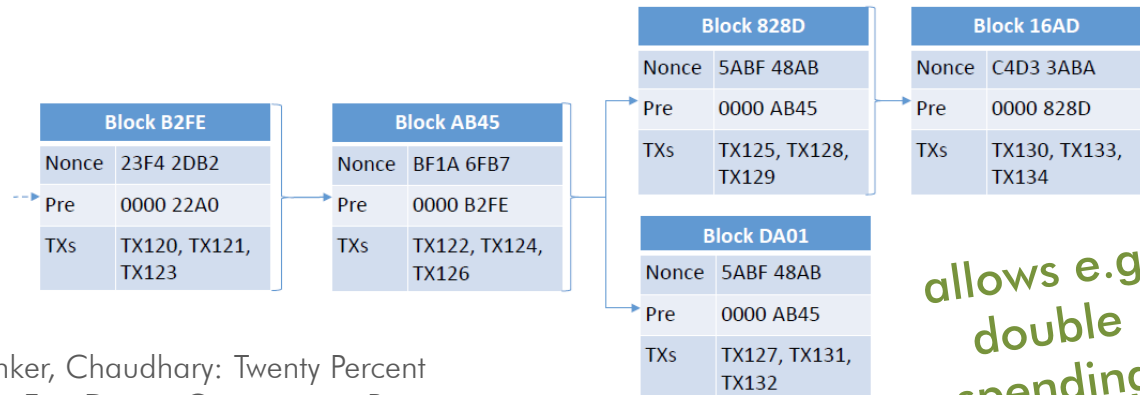 Block B2FE
Nonce 23F4 2DB2
Pre 0000 22A0
TXs TX120, TX121,
TX123
Block AB45
Nonce BF1A 6FB7
Pre 0000 B2FE
TXs TX122, TX124,
TX126
Block 828D
Nonce 5ABF 48AB
Pre 0000 AB45
TXs TX125, TX128,
TX129
Block 16AD
Nonce C4D3 3ABA
Pre 0000 828D
TXs TX130, TX133,
TX134
Block DA01
Nonce 5ABF 48AB
Pre 0000 AB45
TXs TX127, TX131,
TX132
allows e.g
double
spending
nker, Chaudhary: Twenty Percent